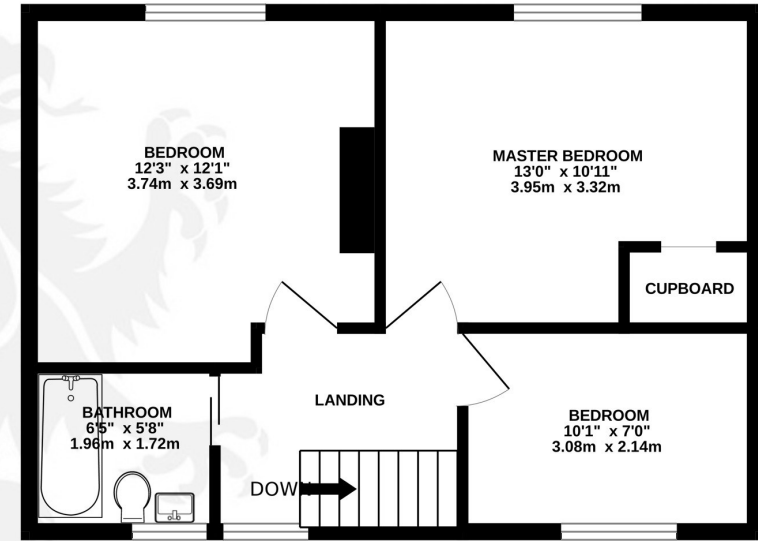 BEDROOM
12'3" x 12'1"
3.74m x 3.69m
MASTER BEDROOM
13'0" x 10'11"
3.95m x 3.32m
CUPBOARD
LANDING
BATHROOM
6'5" x 5'8"
1.96m x 1.72m
BEDROOM
10'1" x 7'0"
3.08m x 2.14m
DOWN